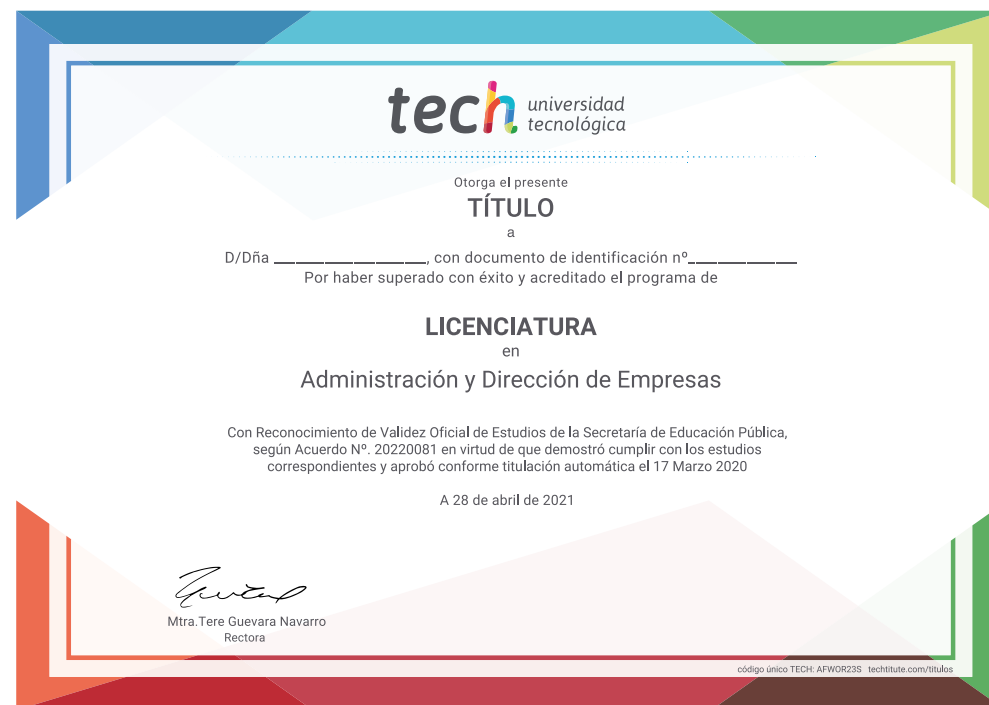 tech universidad
tecnológica
Otorga el presente
TÍTULO
a
D/Dña ____________________, con documento de identificación nº______________
Por haber superado con éxito y acreditado el programa de
LICENCIATURA
en
Administración y Dirección de Empresas
Con Reconocimiento de Validez Oficial de Estudios de la Secretaría de Educación Pública,
según Acuerdo Nº. 20220081 en virtud de que demostró cumplir con los estudios
correspondientes y aprobó conforme titulación automática el 17 Marzo 2020
A 28 de abril de 2021
Mtra.Tere Guevara Navarro
Rectora
código único TECH: AFWOR23S techtitute.com/titulos